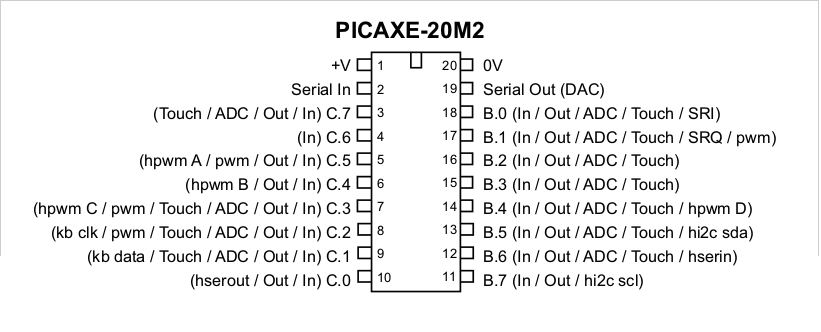 PICAXE-20M2
+V 1 20 0V
Serial In 2 19 Serial Out (DAC)
(Touch / ADC / Out / In) C.7 3 18 B.0 (In / Out / ADC / Touch / SRI)
(In) C.6 4 17 B.1 (In / Out / ADC / Touch / SRQ / pwm)
(hpwm A / pwm / Out / In) C.5 5 16 B.2 (In / Out / ADC / Touch)
(hpwm B / Out / In) C.4 6 15 B.3 (In / Out / ADC / Touch)
(hpwm C / pwm / Touch / ADC / Out / In) C.3 7 14 B.4 (In / Out / ADC / Touch / hpwm D)
(kb clk / pwm / Touch / ADC / Out / In) C.2 8 13 B.5 (In / Out / ADC / Touch / hi2c sda)
(kb data / Touch / ADC / Out / In) C.1 9 12 B.6 (In / Out / ADC / Touch / hserin)
(hserout / Out / In) C.0 10 11 B.7 (In / Out / hi2c scl)